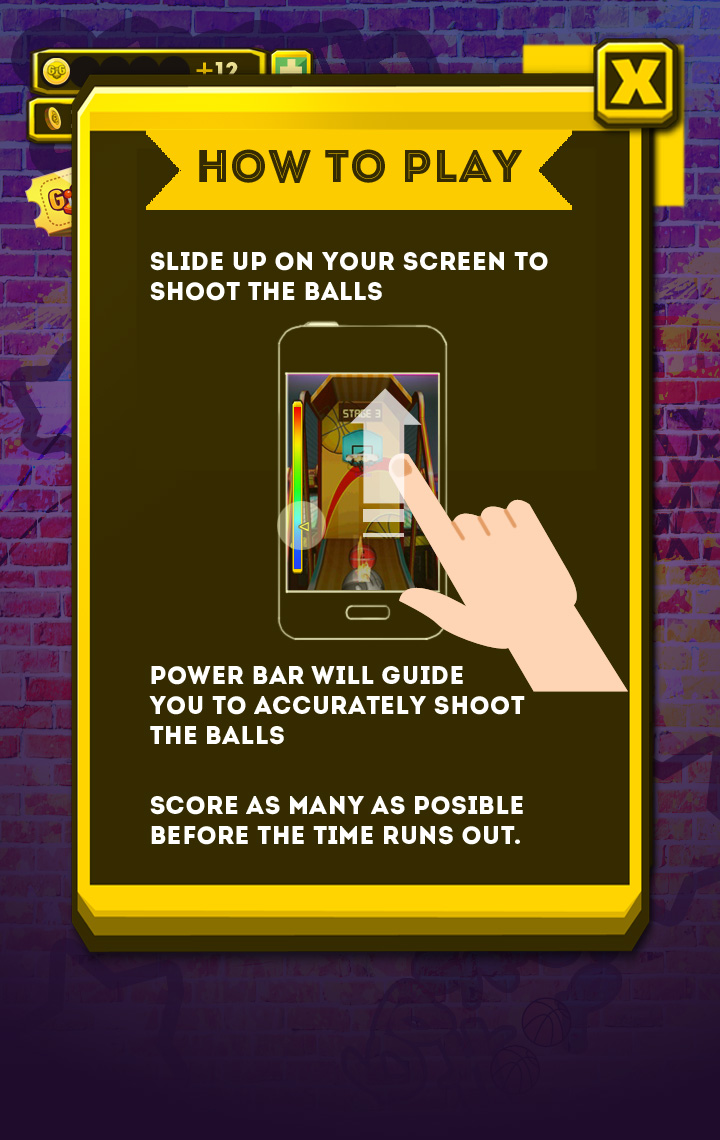 +12
HOW TO PLAY
SLIDE UP ON YOUR SCREEN TO
SHOOT THE BALLS
STAGE 3
POWER BAR WILL GUIDE
YOU TO ACCURATELY SHOOT
THE BALLS
SCORE AS MANY AS POSIBLE
BEFORE THE TIME RUNS OUT.